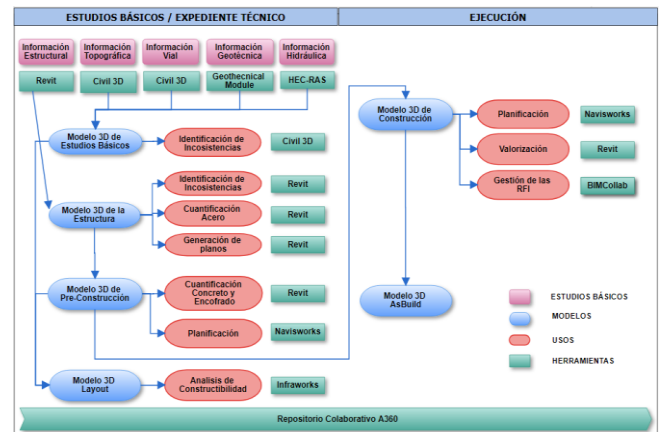 ESTUDIOS BÁSICOS / EXPEDIENTE TÉCNICO
EJECUCIÓN
Información
Estructural
Información
Topográfica
Información
Vial
Información
Geotècnica
Información
Hidráulica
Revit
Civil 3D
Civil 3D
Geothecnical
Module
HEC-RAS
Modelo 3D de
Estudios Básicos
Identificación de
Incosistencias
Civil 3D
Modelo 3D de la
Estructura
Identificación de
Incosistencias
Revit
Cuantificación
Acero
Revit
Generación de
planos
Revit
Modelo 3D de
Pre-Construcción
Cuantificación
Concreto y
Encofrado
Revit
Planificación
Navisworks
Modelo 3D
Layout
Analisis de
Constructibilidad
Infraworks
Modelo 3D de
Construcción
Planificación
Navisworks
Valorización
Revit
Gestión de las
RFI
BIMCollab
Modelo 3D
AsBuild
ESTUDIOS BÁSICOS
MODELOS
USOS
HERRAMIENTAS
Repositorio Colaborativo A360